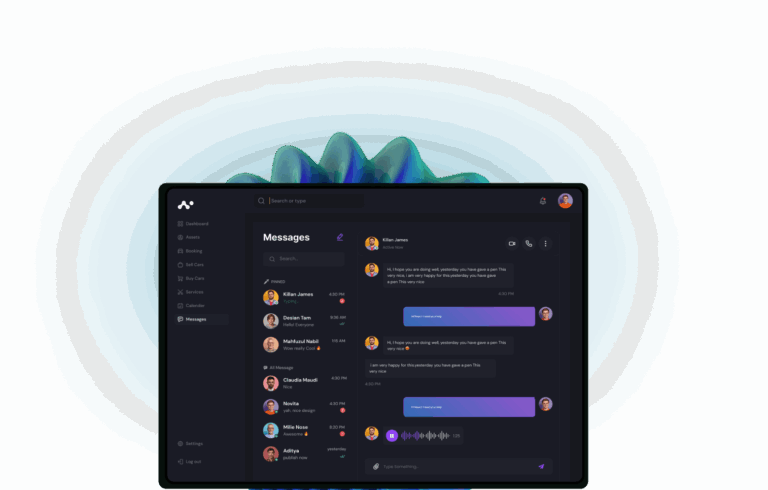 Search or type
Dashboard
Assets
Booking
Sell Cars
Buy Cars
Services
Calendar
Messages
Settings
Log out
Messages
Search...
PINNED
Kilian James
4:30 PM
Desian Tam
9:36 AM
Hello! Everyone
Mahfuzul Nabil
1:15 AM
Wow really Cool 🔥
All Message
Claudia Maudi
4:30 PM
Nice
Novita
4:30 PM
yah, nice design
Milie Nose
8:20 PM
Awesome 🔥
Aditya
yesterday
publish now
Kilian James
Active Now
Hi, I hope you are doing well, yesterday you have gave a pen This
very nice, i am very happy for this.yesterday you have gave
a pen This very nice
4:30 PM
Hi, I hope you are doing well, yesterday you have gave a pen This
very nice 😍
i am very happy for this.yesterday you have gave a pen This
very nice
4:30 PM
Type something